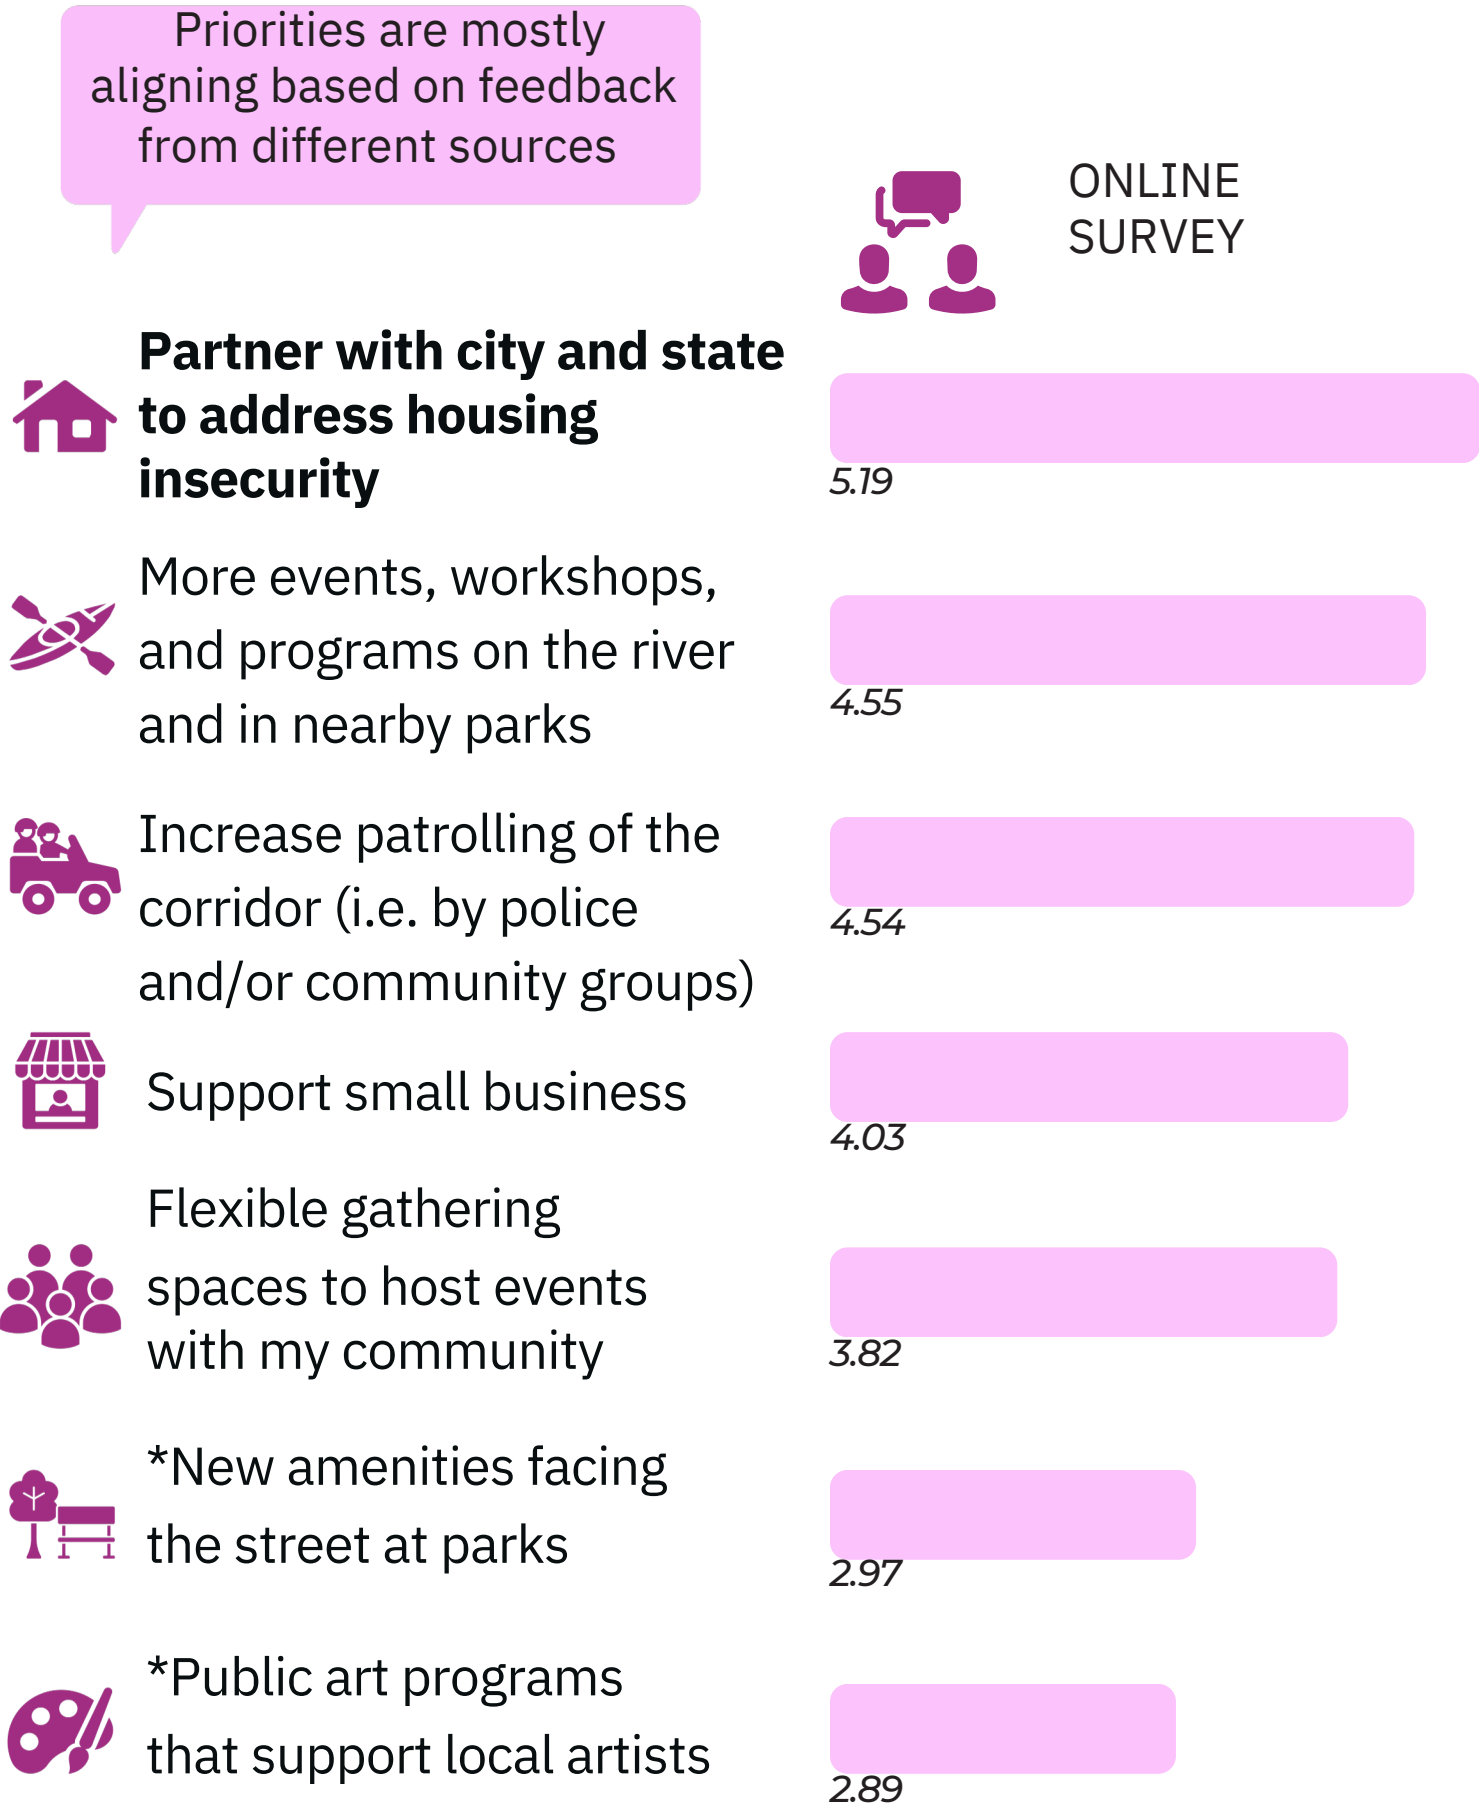 Priorities are mostly
aligning based on feedback
from different sources
ONLINE
SURVEY
Partner with city and state
to address housing
insecurity
5.19
More events, workshops,
and programs on the river
and in nearby parks
4.55
Increase patrolling of the
corridor (i.e. by police
and/or community groups)
4.54
Support small business
4.03
Flexible gathering
spaces to host events
with my community
3.82
*New amenities facing
the street at parks
2.97
*Public art programs
that support local artists
2.89